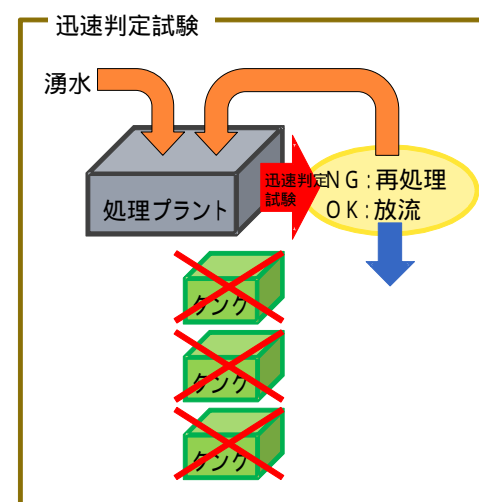 迅速判定試験
湧水
処理プラント
迅速判定
試験
NG:再処理
OK:放流
タンク
タンク
タンク